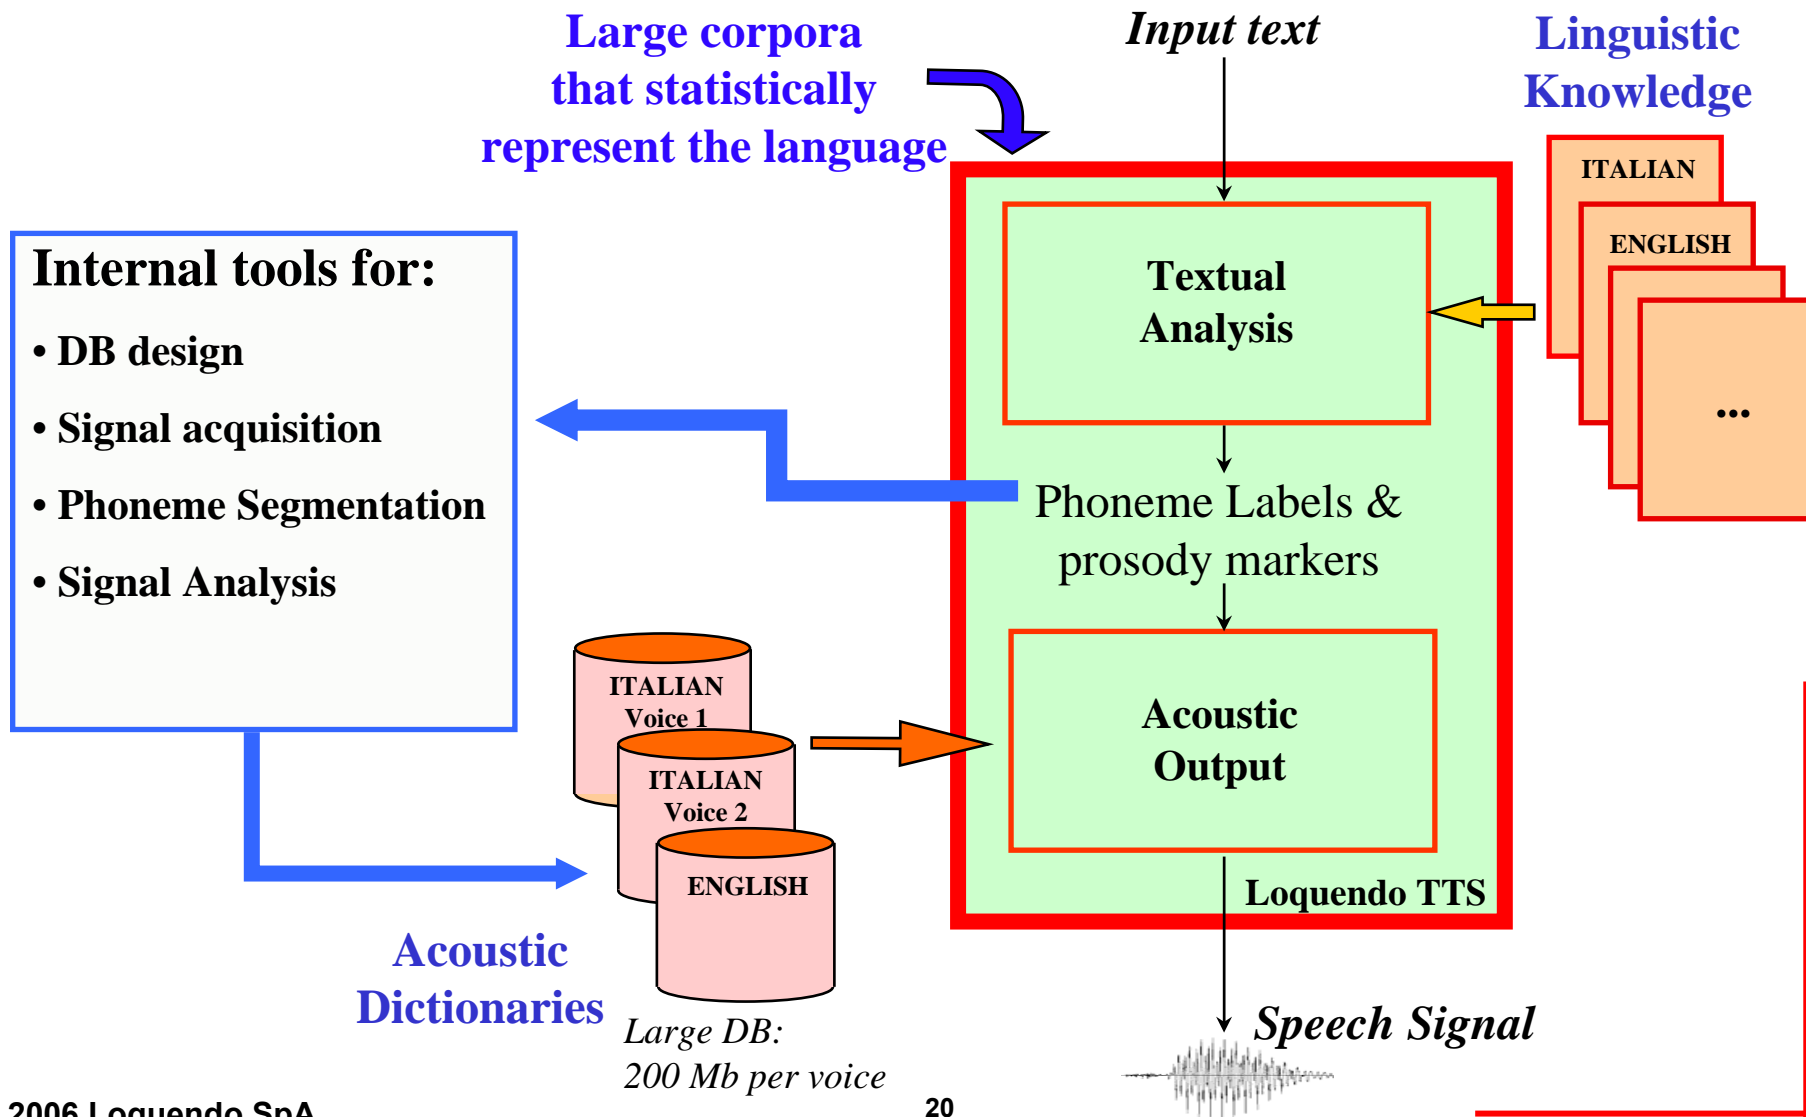 Large corpora
that statistically
represent the language
Input text
Linguistic
Knowledge
ITALIAN
ENGLISH
...
Internal tools for:
• DB design
• Signal acquisition
• Phoneme Segmentation
• Signal Analysis
Textual
Analysis
Phoneme Labels &
prosody markers
Acoustic
Output
Loquendo TTS
ITALIAN
Voice 1
ITALIAN
Voice 2
ENGLISH
Acoustic
Dictionaries
Large DB:
200 Mb per voice
Speech Signal
2006 Loquendo SpA
20